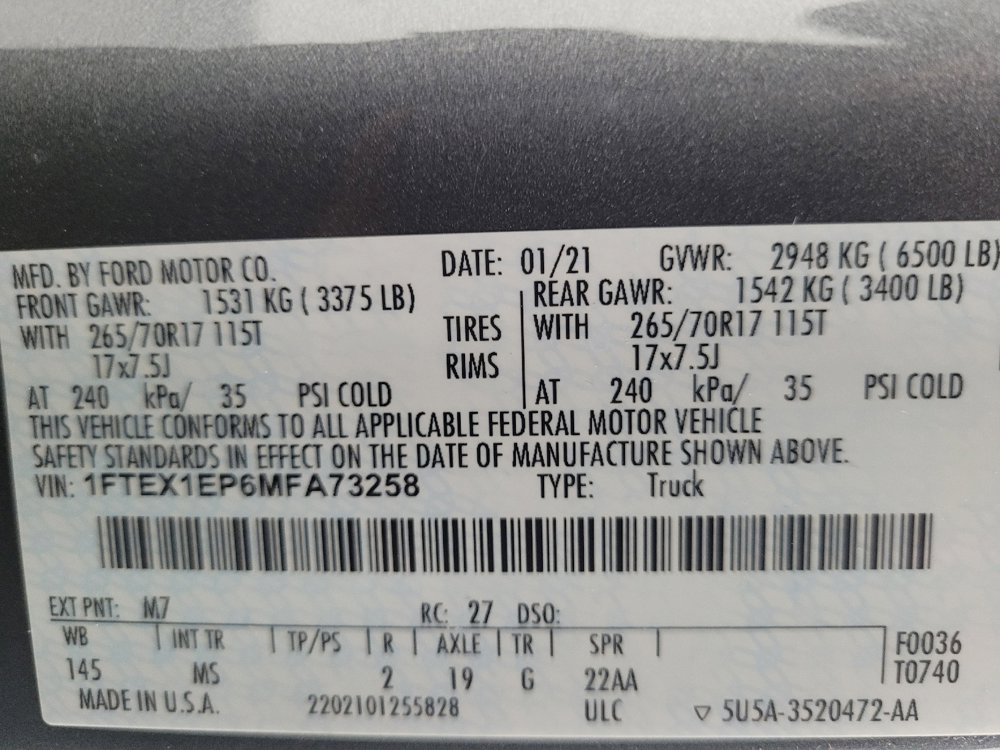 MFD. BY FORD MOTOR CO. DATE: 01/21 GVWR: 2948 KG ( 6500 LB)
FRONT GAWR: 1531 KG ( 3375 LB) REAR GAWR: 1542 KG ( 3400 LB)
WITH 265/70R17 115T TIRES WITH 265/70R17 115T
17x7.5J RIMS 17x7.5J
AT 240 kPa/ 35 PSI COLD AT 240 kPa/ 35 PSI COLD
THIS VEHICLE CONFORMS TO ALL APPLICABLE FEDERAL MOTOR VEHICLE
SAFETY STANDARDS IN EFFECT ON THE DATE OF MANUFACTURE SHOWN ABOVE.
VIN: 1FTEX1EP6MFA73258 TYPE: Truck
EXT PNT: M7 RC: 27 DSO:
WB INT TR TP/PS R AXLE TR SPR F0036
145 MS 2 19 G 22AA T0740
MADE IN U.S.A. 2202101255828 ULC ▽ 5U5A-3520472-AA